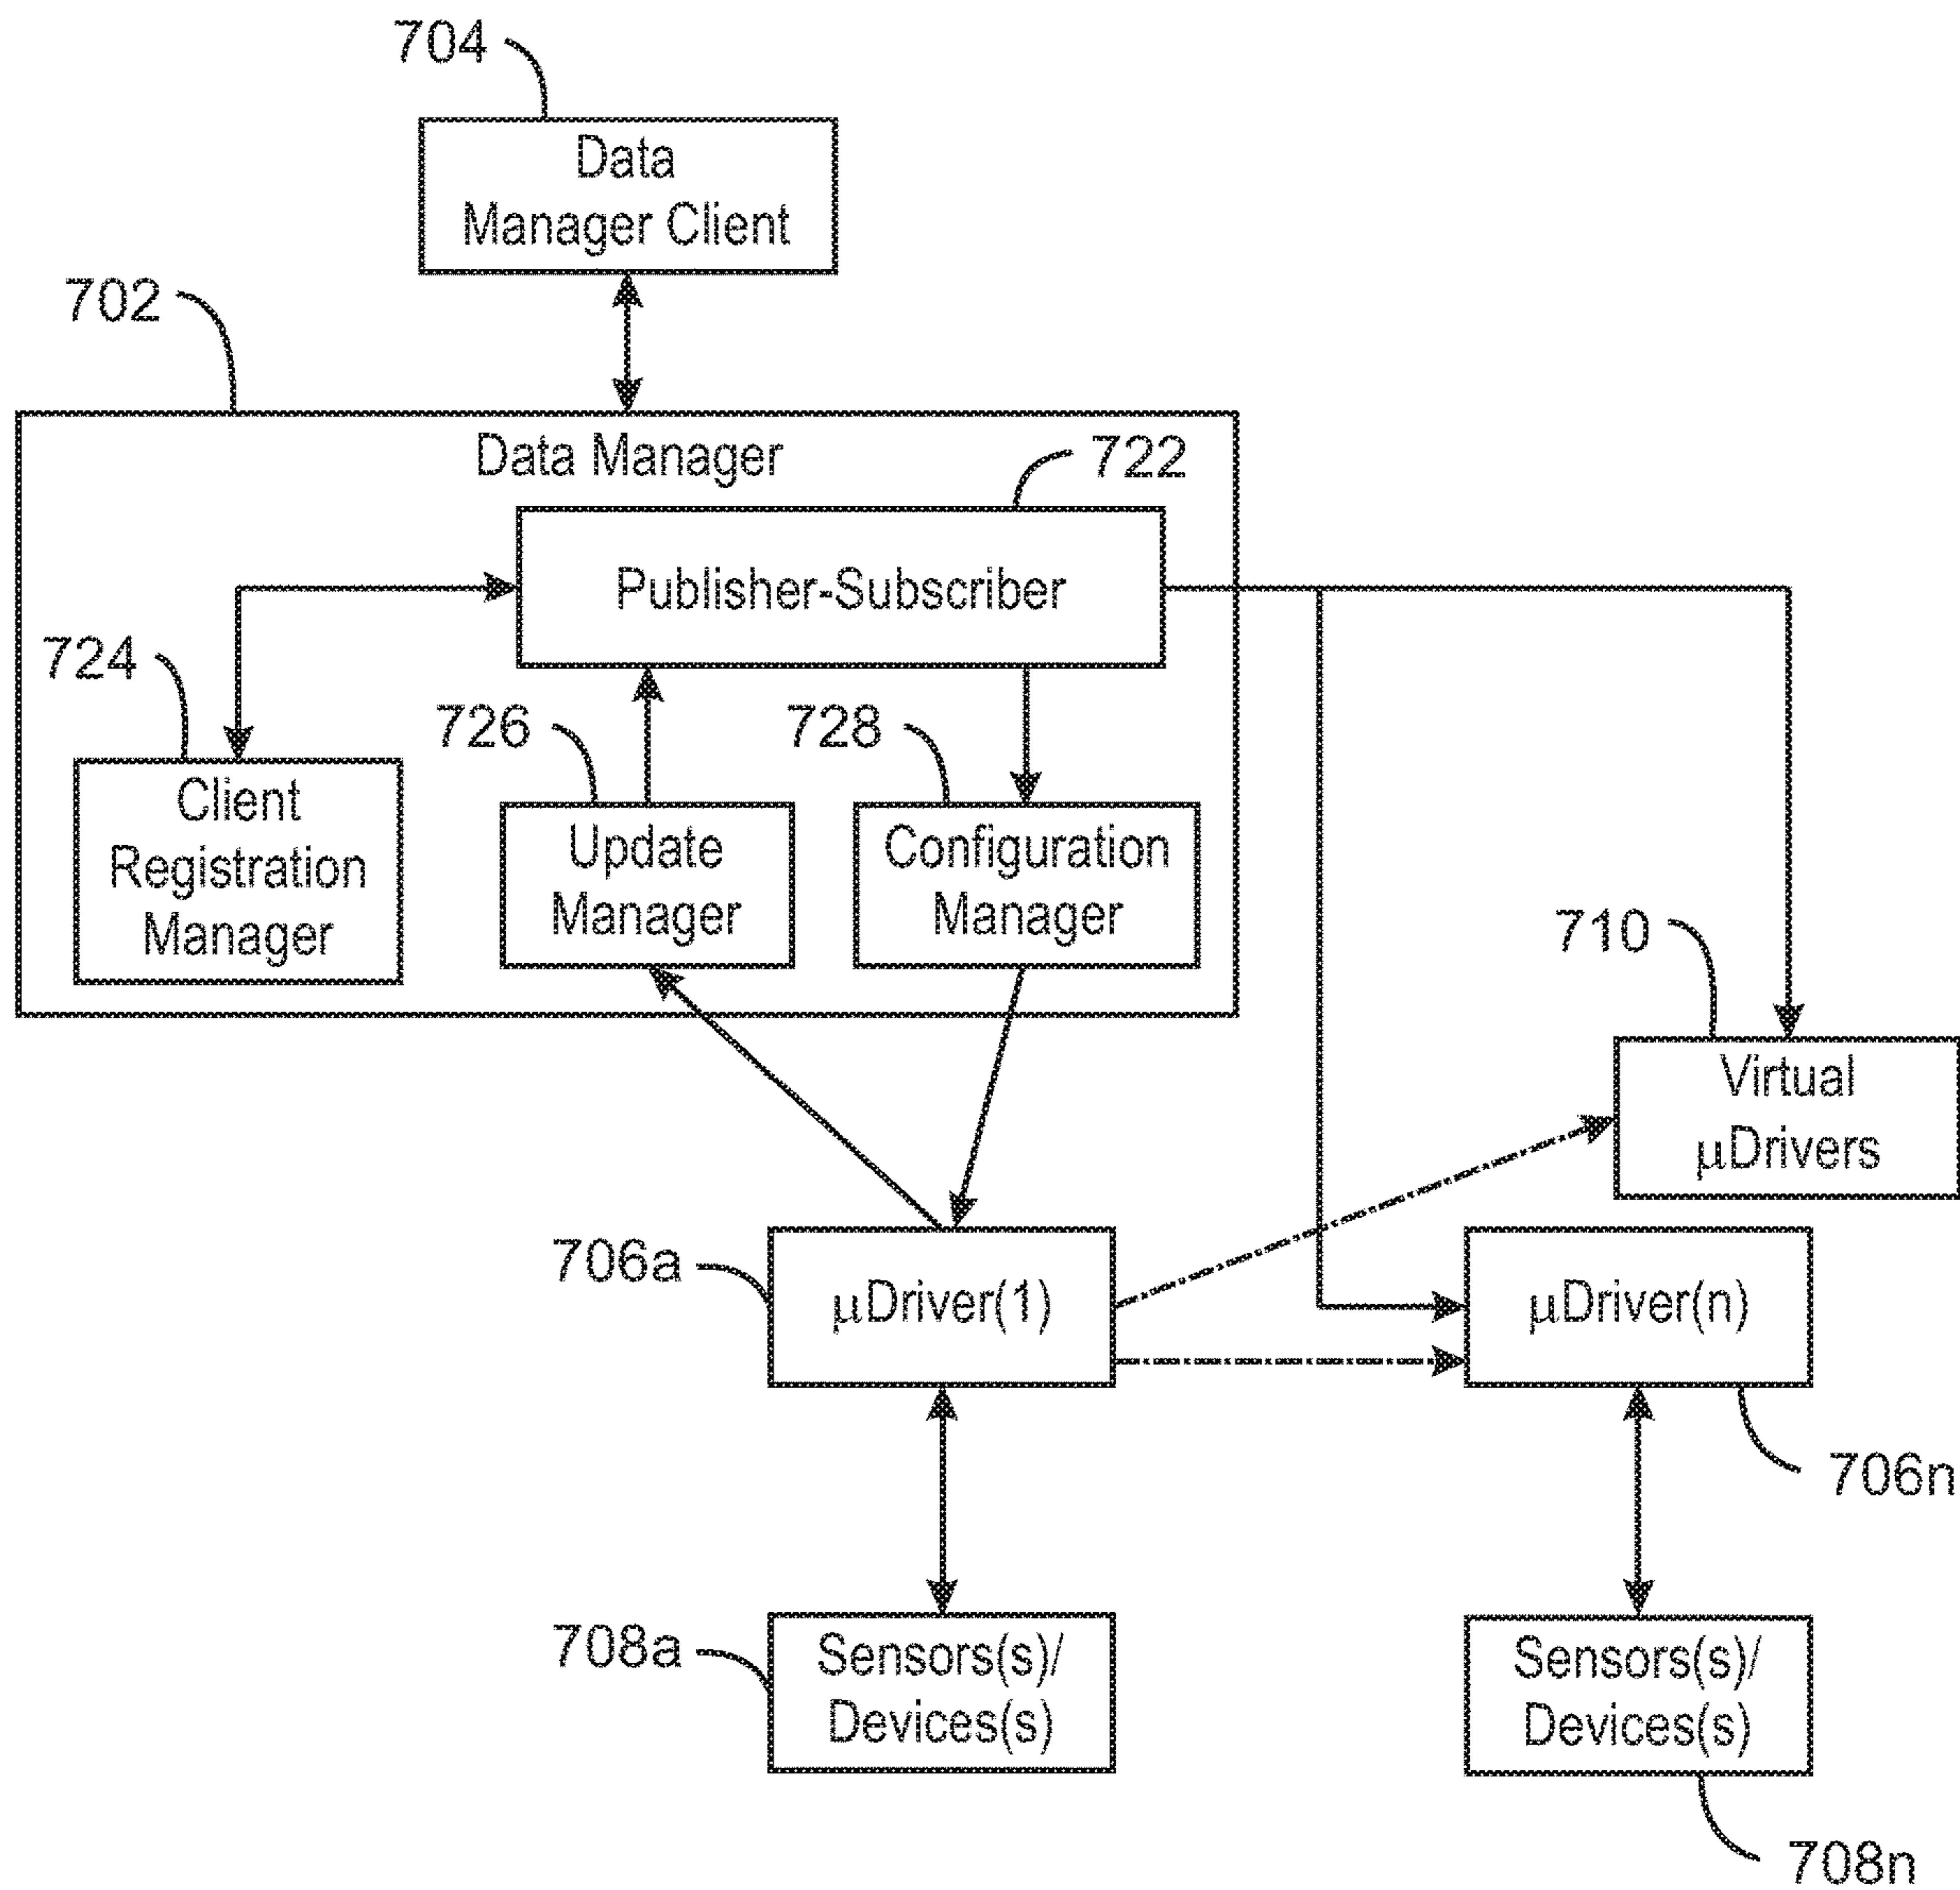 704
Data
Manager Client
702
Data Manager
722
Publisher-Subscriber
724
726
728
Client
Registration
Manager
Update
Manager
Configuration
Manager
710
Virtual
µDrivers
706a
µDriver(1)
µDriver(n)
706n
708a
Sensors(s)/
Devices(s)
Sensors(s)/
Devices(s)
708n